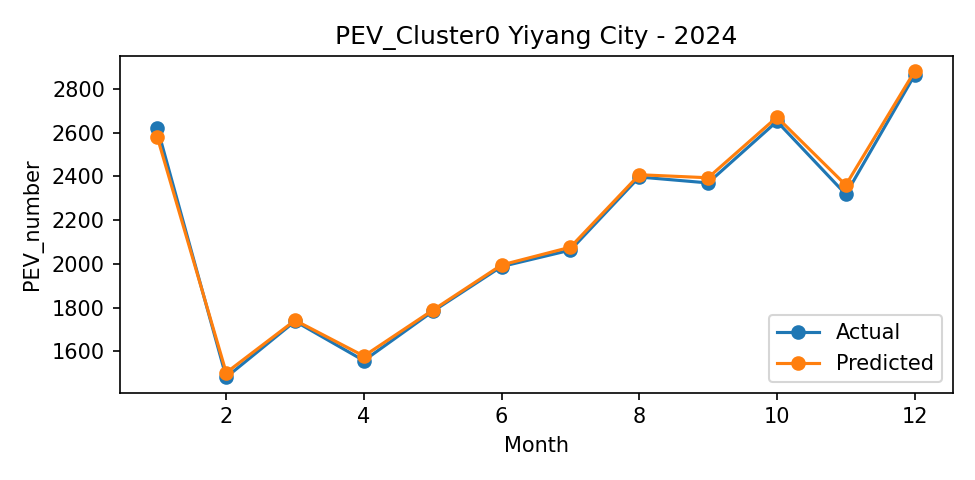 PEV_Cluster0 Yiyang City - 2024
PEV_number
2800
2600
2400
2200
2000
1800
1600
2 4 6 8 10 12
Month
Actual
Predicted